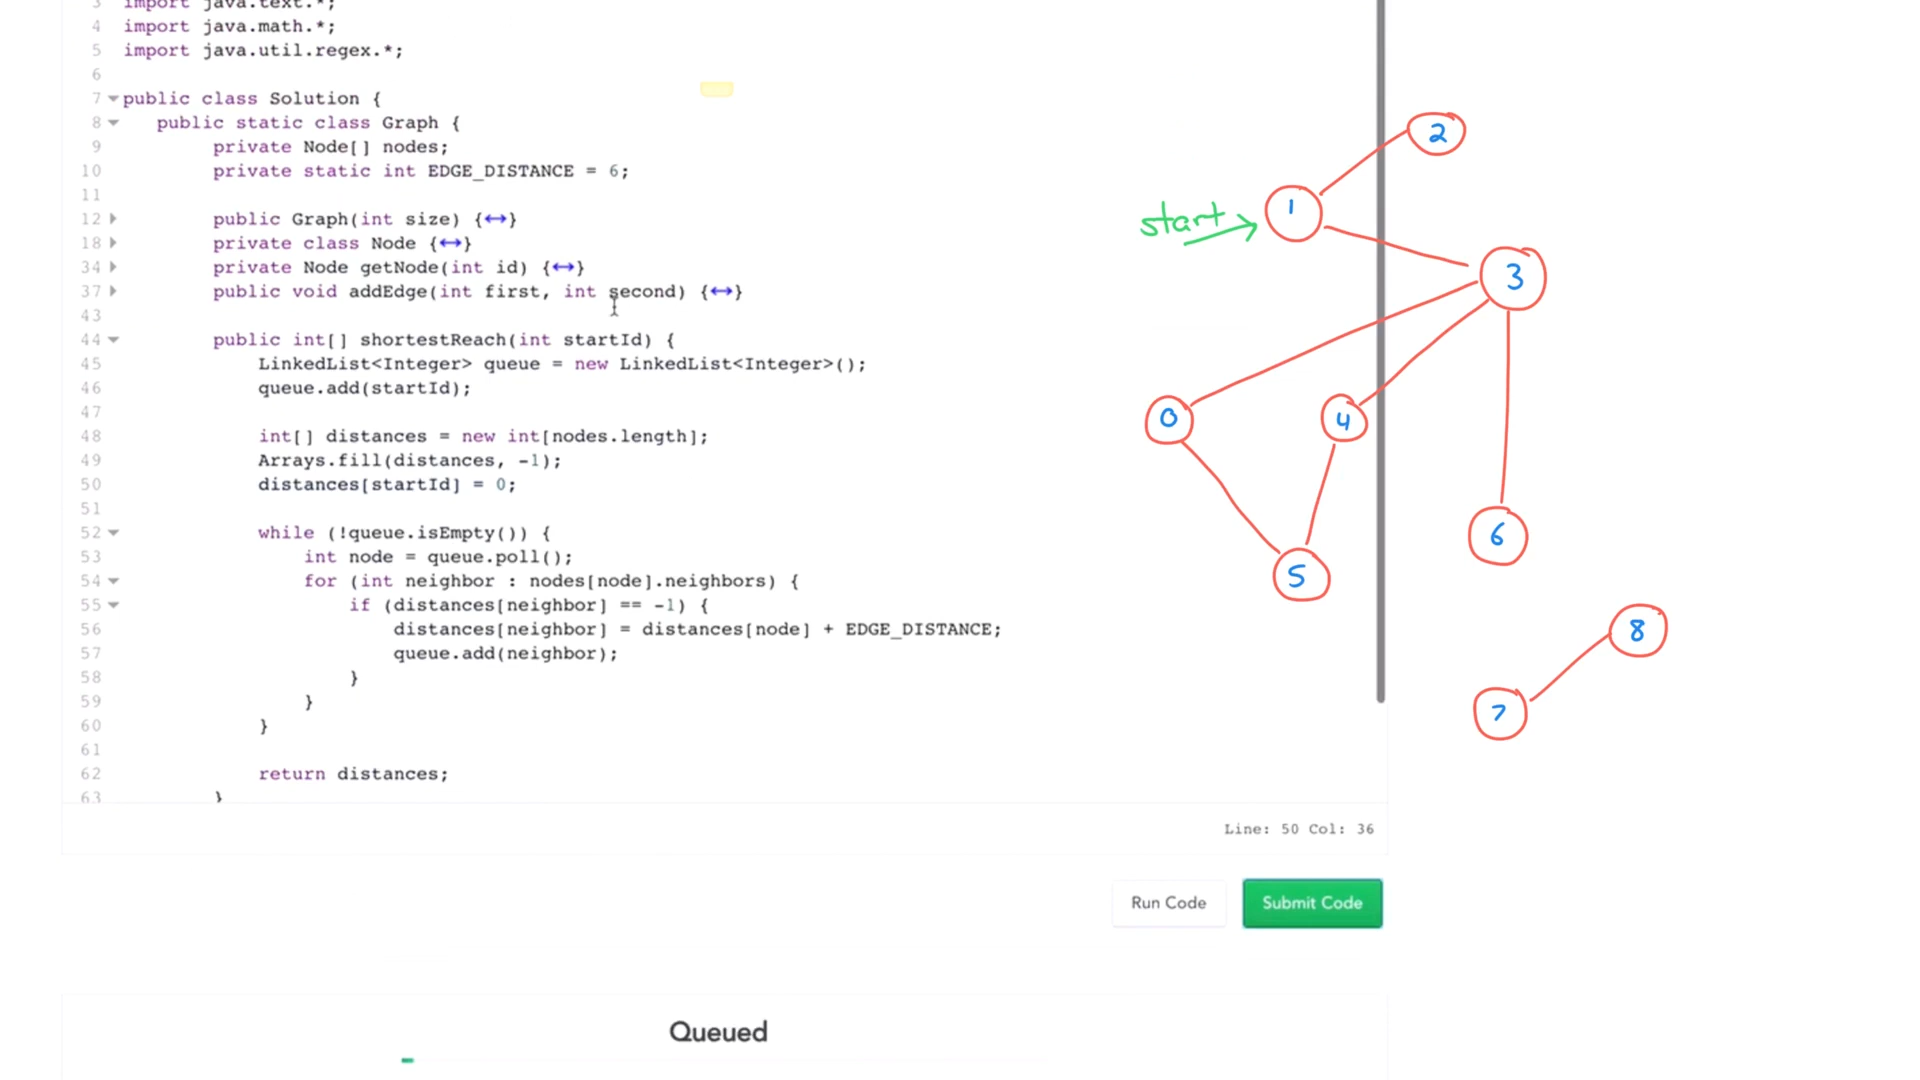 3 import java.text.*;
4 import java.math.*;
5 import java.util.regex.*;
6
7 public class Solution {
8 public static class Graph {
9 private Node[] nodes;
10 private static int EDGE_DISTANCE = 6;
11
12 public Graph(int size) {↔}
18 private class Node {↔}
34 private Node getNode(int id) {↔}
37 public void addEdge(int first, int second) {↔}
43
44 public int[] shortestReach(int startId) {
45 LinkedList<Integer> queue = new LinkedList<Integer>();
46 queue.add(startId);
47
48 int[] distances = new int[nodes.length];
49 Arrays.fill(distances, -1);
50 distances[startId] = 0;
51
52 while (!queue.isEmpty()) {
53 int node = queue.poll();
54 for (int neighbor : nodes[node].neighbors) {
55 if (distances[neighbor] == -1) {
56 distances[neighbor] = distances[node] + EDGE_DISTANCE;
57 queue.add(neighbor);
58 }
59 }
60 }
61
62 return distances;
63 }
Line: 50 Col: 36
Run Code
Submit Code
Queued
2
start
1
3
0
4
6
5
8
7